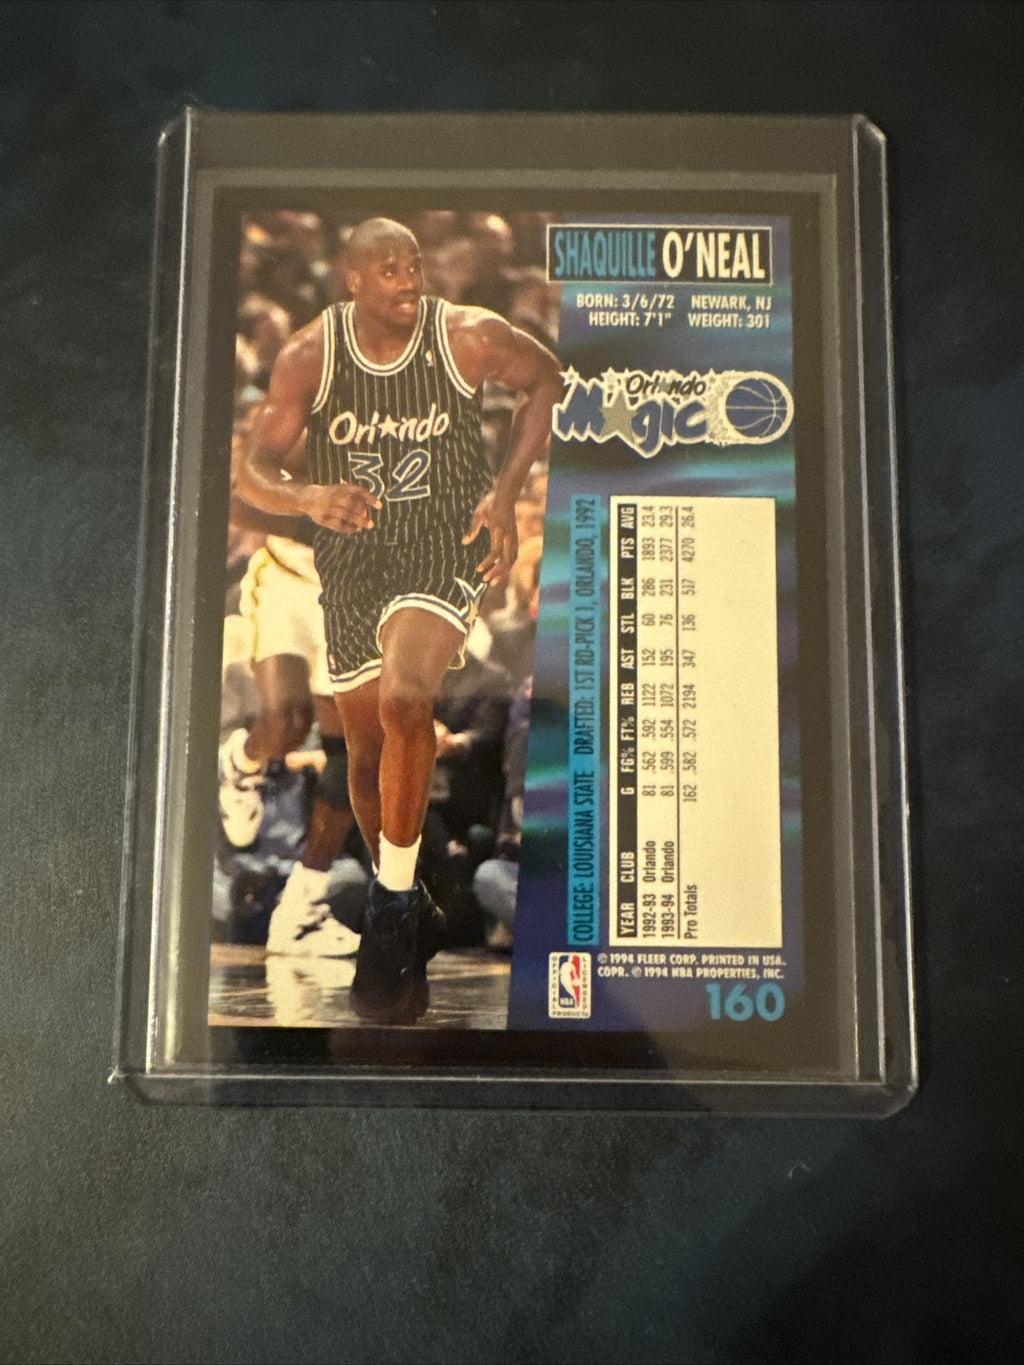 SHAQUILLE O'NEAL
BORN: 3/6/72 NEWARK, NJ
HEIGHT: 7'1" WEIGHT: 301
Orlando
Magic
Orlando
32
COLLEGE: LOUISIANA STATE DRAFTED: 1ST RD-PICK 1, ORLANDO, 1992
YEAR CLUB G FG% FT% REB AST STL BLK PTS AVG
1992-93 Orlando 81 .562 .592 1122 152 60 286 1893 23.4
1993-94 Orlando 81 .599 .554 1072 195 76 231 2377 29.3
Pro Totals 162 .582 .572 2194 347 136 517 4270 26.4
OFFICIAL LICENSED
NBA
PRODUCTS
© 1994 FLEER CORP. PRINTED IN USA.
COPR. © 1994 NBA PROPERTIES, INC.
160